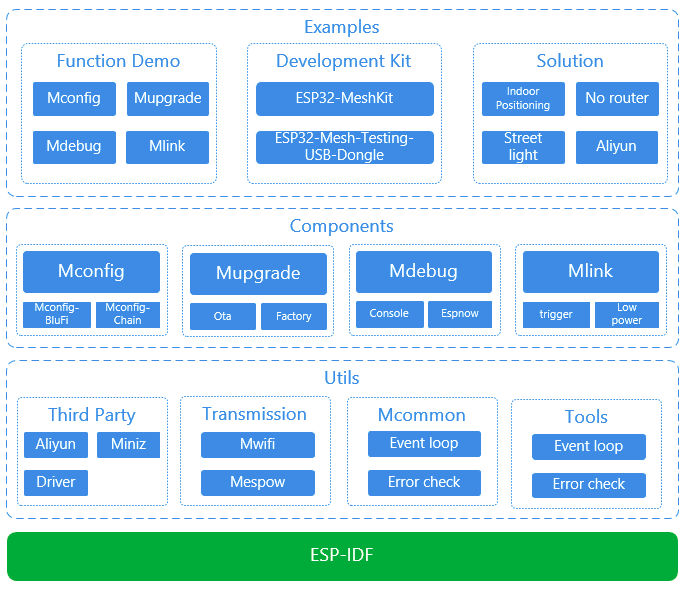 Examples
Function Demo
Mconfig
Mupgrade
Mdebug
Mlink
Development Kit
ESP32-MeshKit
ESP32-Mesh-Testing-
USB-Dongle
Solution
Indoor
Positioning
No router
Street
light
Aliyun
Components
Mconfig
Mconfig-
BluFi
Mconfig-
Chain
Mupgrade
Ota
Factory
Mdebug
Console
Espnow
Mlink
trigger
Low
power
Utils
Third Party
Aliyun
Miniz
Driver
Transmission
Mwifi
Mespow
Mcommon
Event loop
Error check
Tools
Event loop
Error check
ESP-IDF